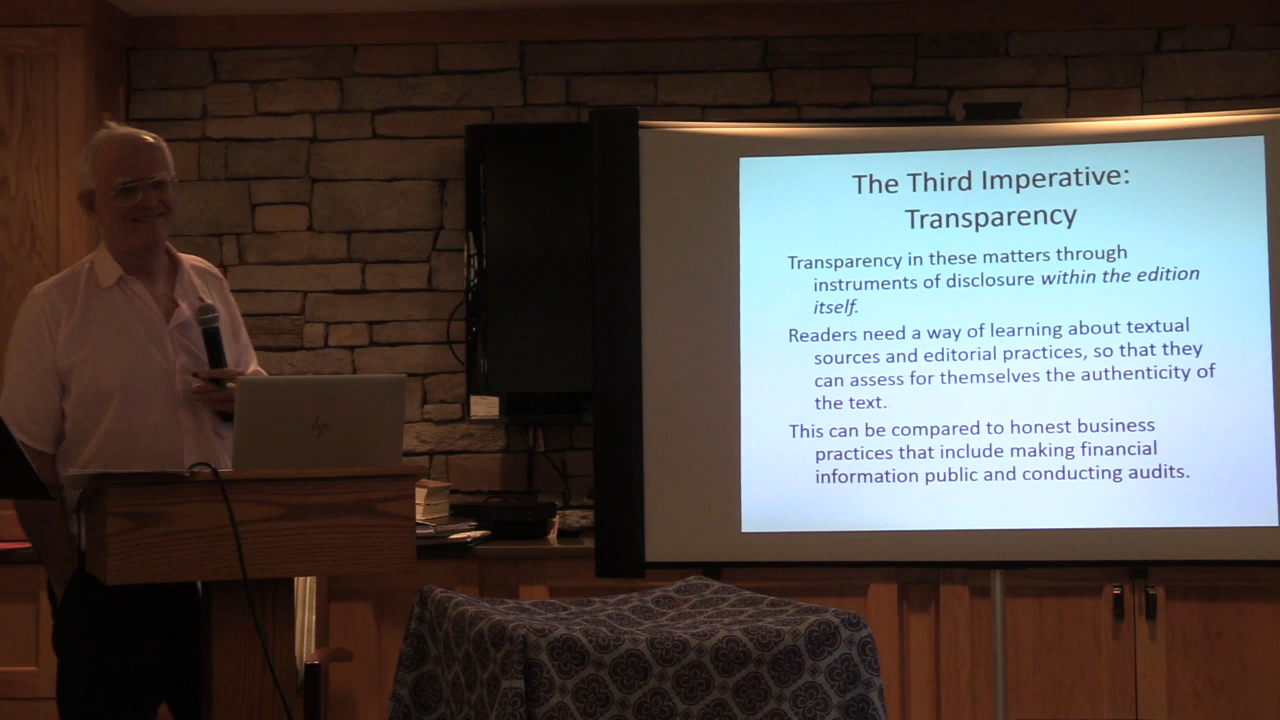 The Third Imperative:
Transparency
Transparency in these matters through
instruments of disclosure within the edition
itself.
Readers need a way of learning about textual
sources and editorial practices, so that they
can assess for themselves the authenticity of
the text.
This can be compared to honest business
practices that include making financial
information public and conducting audits.
hp